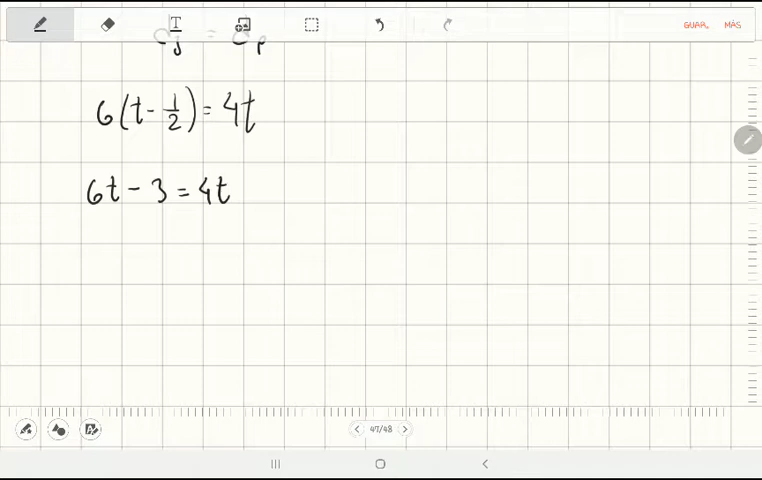 GUAR. MÁS
6(t - 1/2) = 4t
6t - 3 = 4t
47/48